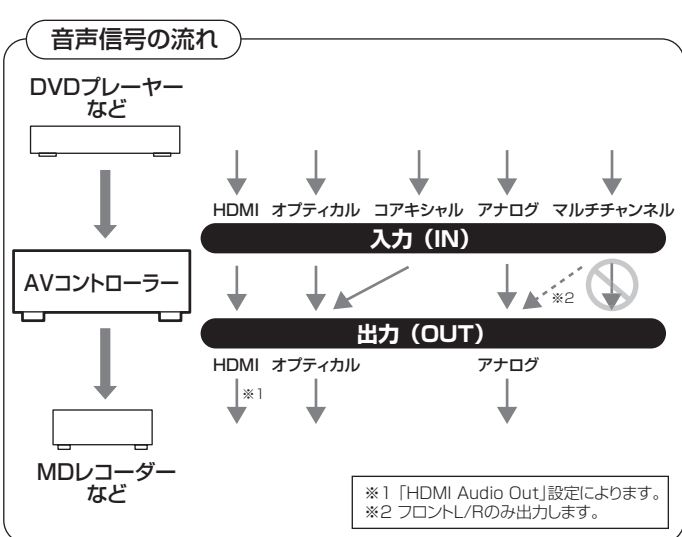 音声信号の流れ
DVDプレーヤー
など
HDMI オプティカル コアキシャル アナログ マルチチャンネル
入力（IN）
AVコントローラー
※2
出力（OUT）
HDMI オプティカル アナログ
※1
MDレコーダー
など
※1「HDMI Audio Out」設定によります。
※2 フロントL/Rのみ出力します。